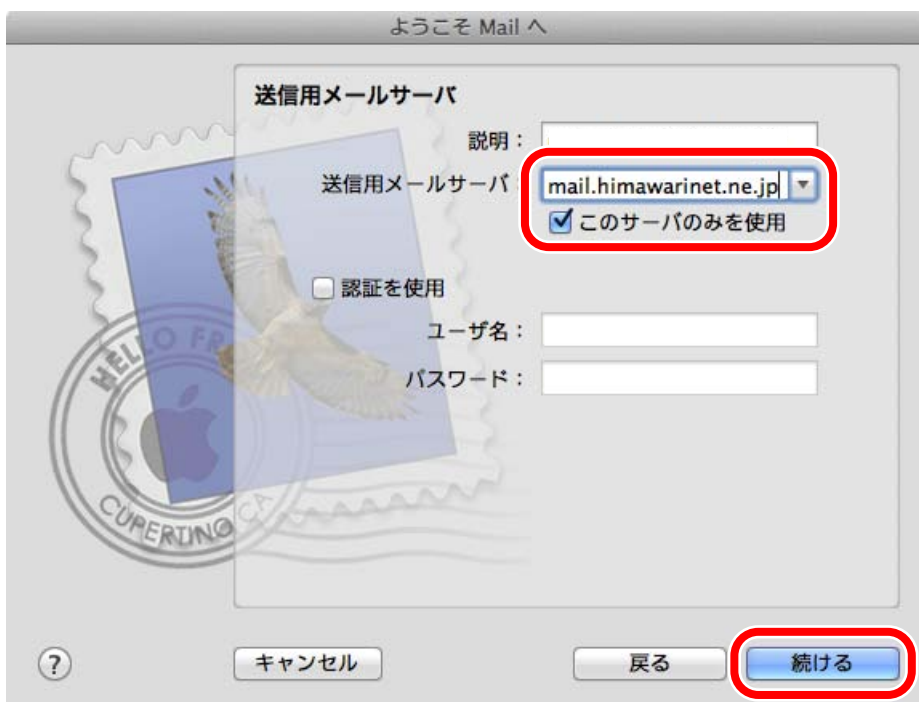 ようこそ Mail へ
送信用メールサーバ
説明：
送信用メールサーバ： mail.himawarinet.ne.jp
このサーバのみを使用
認証を使用
ユーザ名：
パスワード：
HELLO FR
CUPERTINO CA
? キャンセル 戻る 続ける